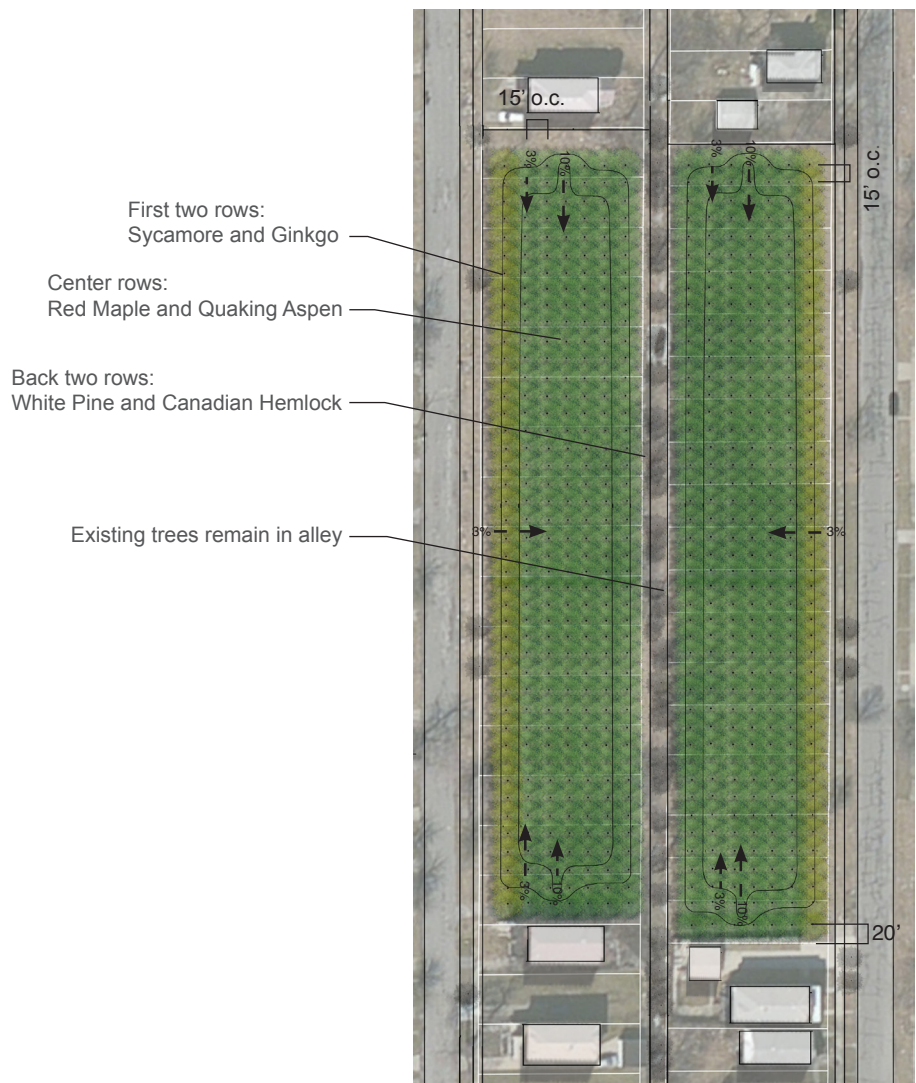 15' o.c.
3%
10%
3%
10%
15' o.c.
First two rows:
Sycamore and Ginkgo
Center rows:
Red Maple and Quaking Aspen
Back two rows:
White Pine and Canadian Hemlock
Existing trees remain in alley
3%
3%
3%
10%
3%
10%
20'